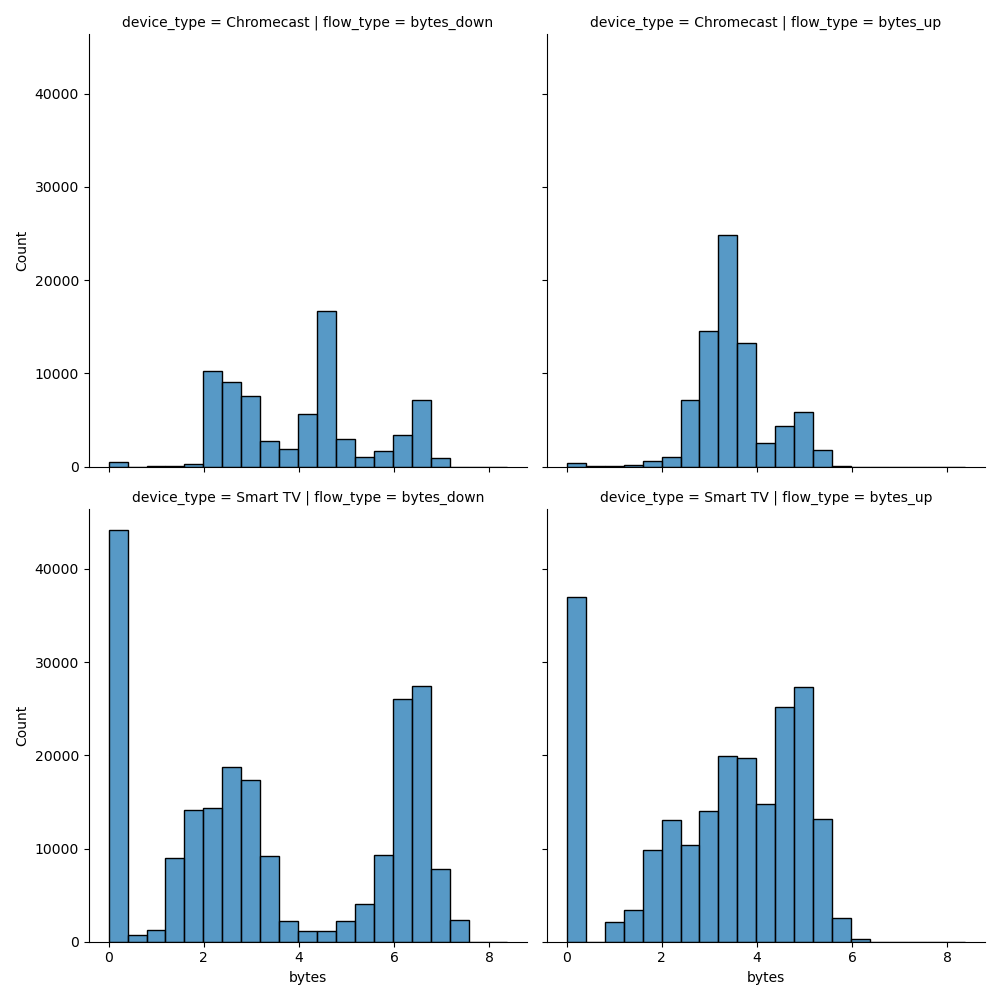 device_type = Chromecast | flow_type = bytes_down
device_type = Chromecast | flow_type = bytes_up
40000
30000
Count
20000
10000
0
device_type = Smart TV | flow_type = bytes_down
device_type = Smart TV | flow_type = bytes_up
40000
30000
Count
20000
10000
0
0 2 4 6 8
0 2 4 6 8
bytes
bytes